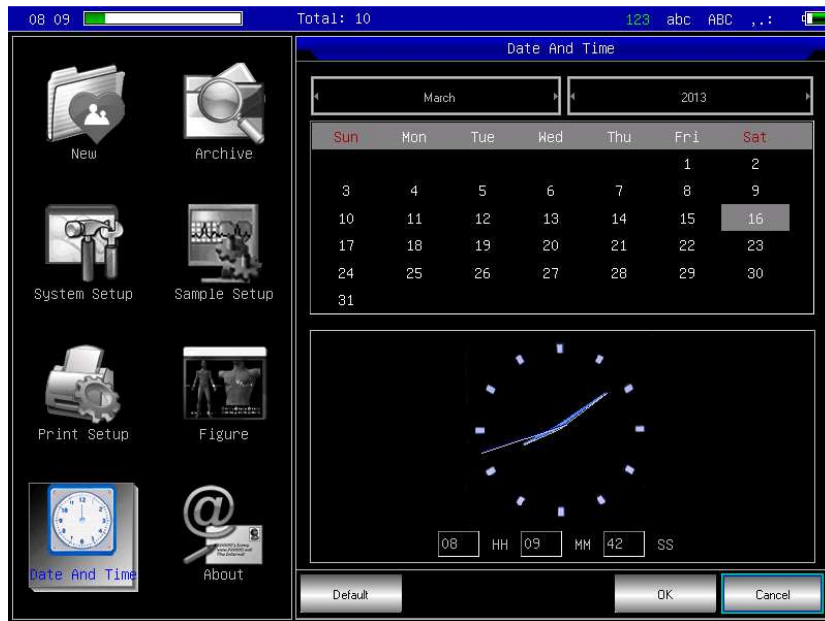 08 09 Total: 10 123 abc ABC ,.:
Date And Time
March 2013
Sun Mon Tue Wed Thu Fri Sat
1 2
3 4 5 6 7 8 9
10 11 12 13 14 15 16
17 18 19 20 21 22 23
24 25 26 27 28 29 30
31
08 HH 09 MM 42 SS
Default OK Cancel
New Archive
System Setup Sample Setup
Print Setup Figure
Date And Time About